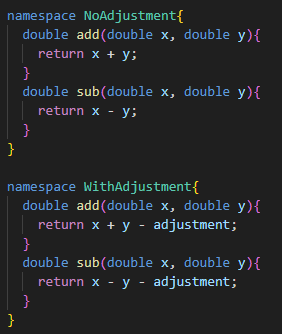 namespace NoAdjustment{
  double add(double x, double y){
    return x + y;
  }
  double sub(double x, double y){
    return x - y;
  }
}

namespace WithAdjustment{
  double add(double x, double y){
    return x + y - adjustment;
  }
  double sub(double x, double y){
    return x - y - adjustment;
  }
}